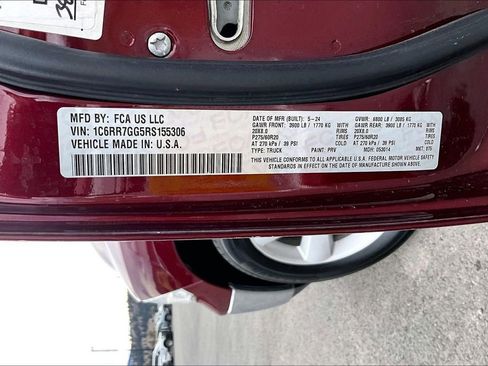 MFD BY: FCA US LLC
VIN: 1C6RR7GG5RS155306
VEHICLE MADE IN: U.S.A.
DATE OF MFR (BUILT): 5-24 GVWR: 6800 LB / 3085 KG
GAWR FRONT: 3900 LB / 1770 KG WITH GAWR REAR: 3900 LB / 1770 KG
20X8.0 RIMS 20X8.0 RIMS
P275/60R20 TIRES P275/60R20 TIRES
AT 270 kPa / 39 PSI COLD AT 270 kPa / 39 PSI COLD
TYPE: TRUCK PAINT: PRV MDH: 053014 MKT: 075
THIS VEHICLE CONFORMS TO ALL APPLICABLE U.S.A. FEDERAL MOTOR VEHICLE
SAFETY STANDARDS IN EFFECT ON THE DATE OF MANUFACTURE SHOWN ABOVE.